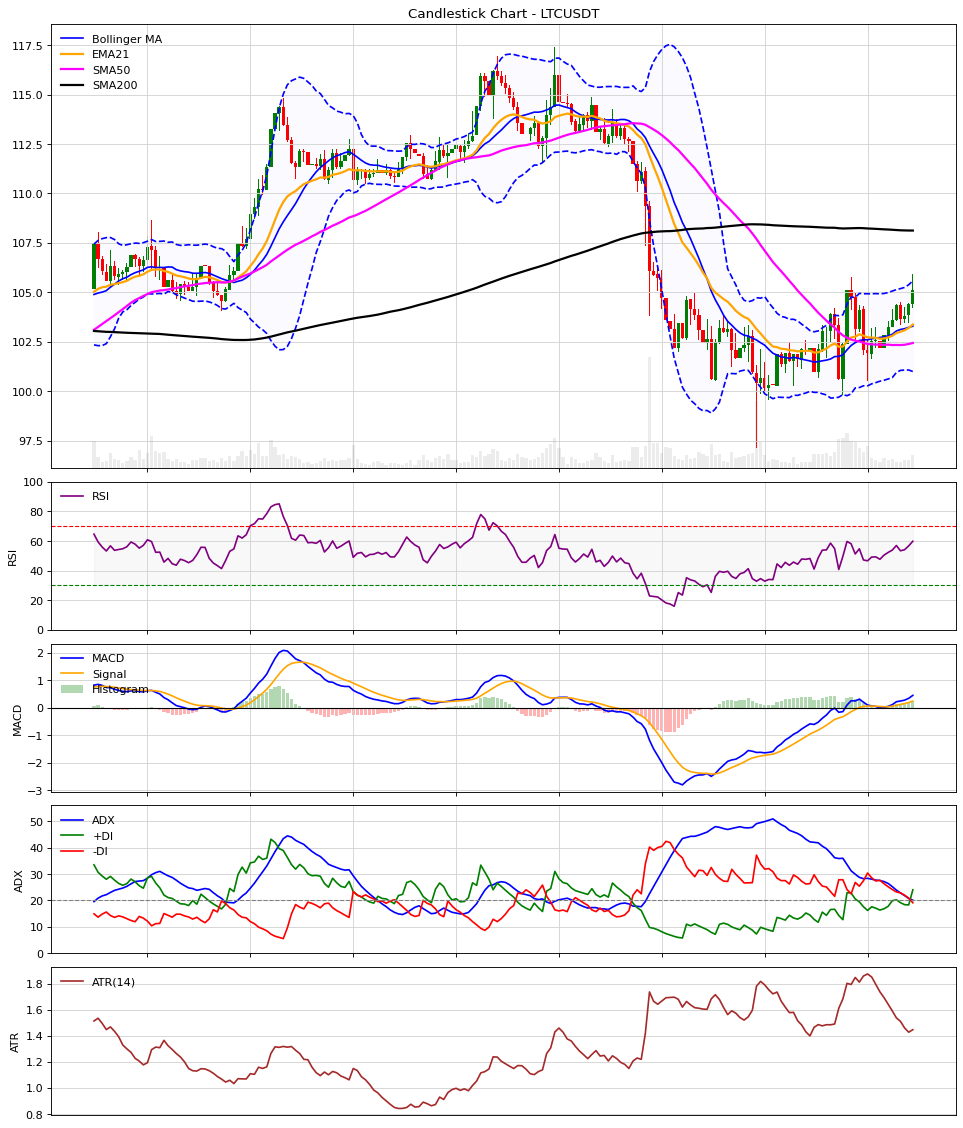 Candlestick Chart - LTCUSDT
Bollinger MA
EMA21
SMA50
SMA200
117.5
115.0
112.5
110.0
107.5
105.0
102.5
100.0
97.5
RSI
100
80
60
40
20
0
RSI
MACD
Signal
Histogram
2
1
0
−1
−2
−3
MACD
ADX
+DI
-DI
50
40
30
20
10
0
ADX
ATR(14)
1.8
1.6
1.4
1.2
1.0
0.8
ATR